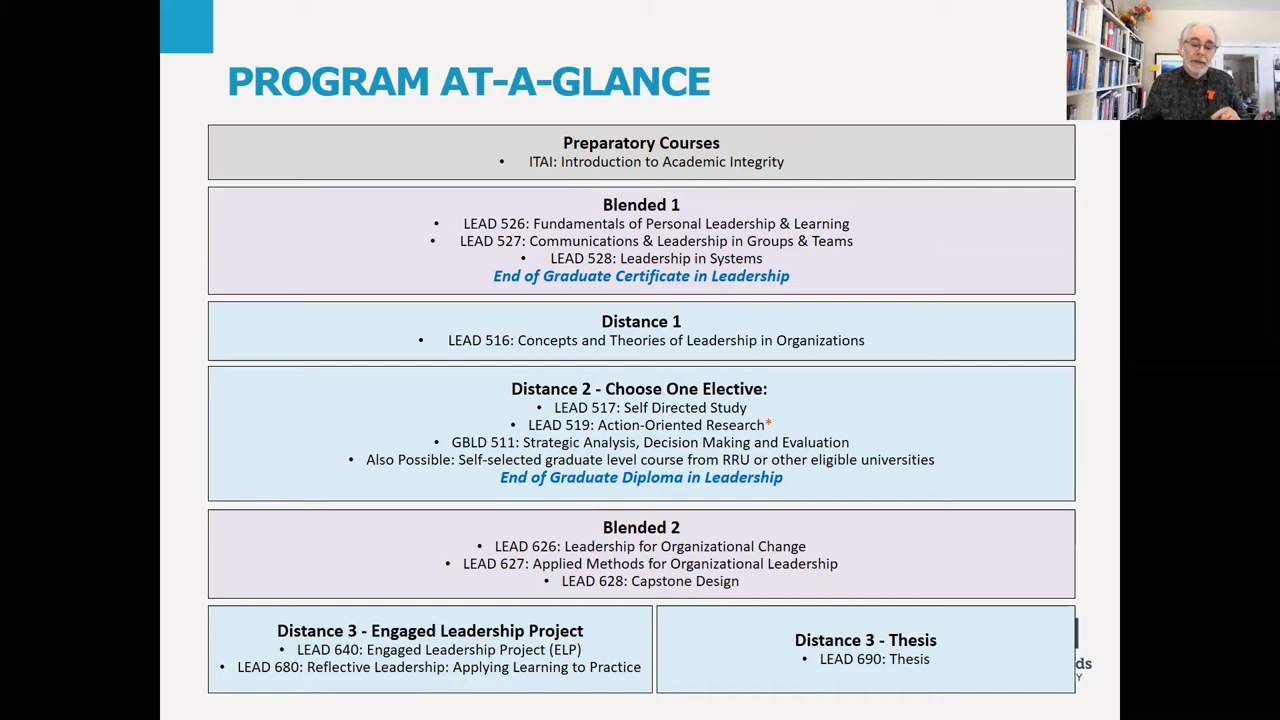 PROGRAM AT-A-GLANCE
Preparatory Courses
• ITAI: Introduction to Academic Integrity
Blended 1
• LEAD 526: Fundamentals of Personal Leadership & Learning
• LEAD 527: Communications & Leadership in Groups & Teams
• LEAD 528: Leadership in Systems
End of Graduate Certificate in Leadership
Distance 1
• LEAD 516: Concepts and Theories of Leadership in Organizations
Distance 2 - Choose One Elective:
• LEAD 517: Self Directed Study
• LEAD 519: Action-Oriented Research*
• GBLD 511: Strategic Analysis, Decision Making and Evaluation
• Also Possible: Self-selected graduate level course from RRU or other eligible universities
End of Graduate Diploma in Leadership
Blended 2
• LEAD 626: Leadership for Organizational Change
• LEAD 627: Applied Methods for Organizational Leadership
• LEAD 628: Capstone Design
Distance 3 - Engaged Leadership Project
• LEAD 640: Engaged Leadership Project (ELP)
• LEAD 680: Reflective Leadership: Applying Learning to Practice
Distance 3 - Thesis
• LEAD 690: Thesis
ds
Y